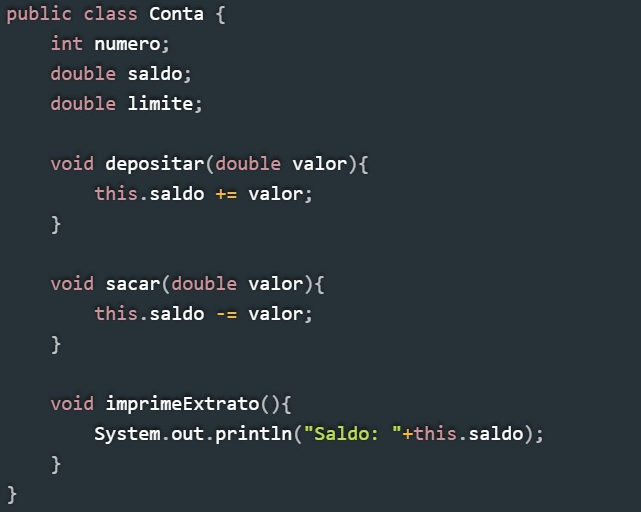 public class Conta {
    int numero;
    double saldo;
    double limite;

    void depositar(double valor){
        this.saldo += valor;
    }

    void sacar(double valor){
        this.saldo -= valor;
    }

    void imprimeExtrato(){
        System.out.println("Saldo: "+this.saldo);
    }
}